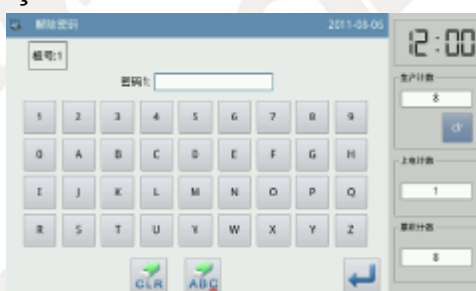 解除密码 2011-08-06
板号:1
密码1:
1 2 3 4 5 6 7 8 9
0 A B C D E F G H
I J K L M N O P Q
R S T U V W X Y Z
CLR ABC
12:00
生产计数
8
clr
上电计数
1
累积计数
8